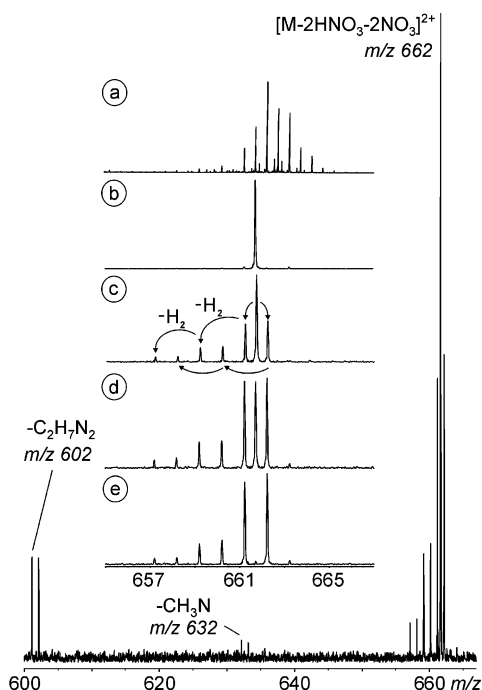 [M-2HNO₃-2NO₃]²⁺
m/z 662
a
b
c
-H₂
-H₂
d
-C₂H₇N₂
m/z 602
e
657 661 665
-CH₃N
m/z 632
600 620 640 660 m/z